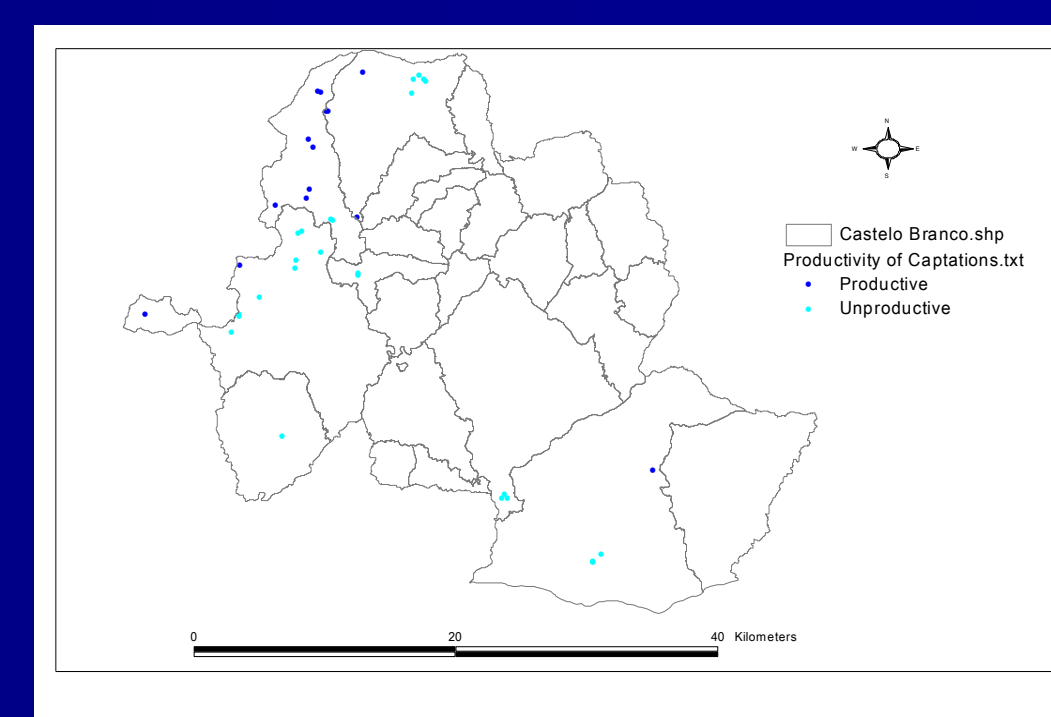 N
W E
S
Castelo Branco.shp
Productivity of Captations.txt
Productive
Unproductive
0 20 40 Kilometers